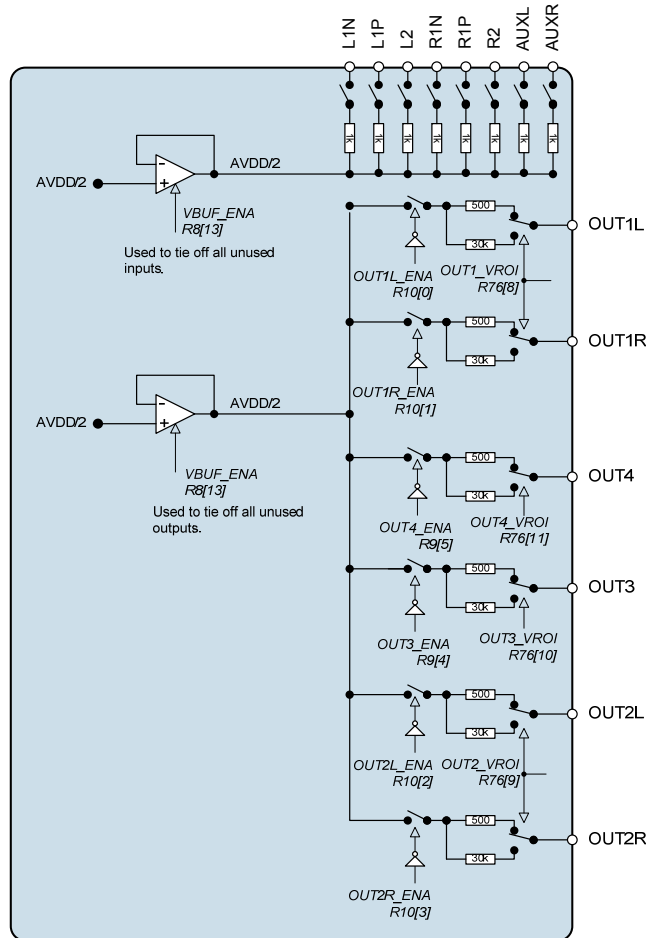 L1N L1P L2 R1N R1P R2 AUXL AUXR
1k 1k 1k 1k 1k 1k 1k 1k
-
+
AVDD/2
AVDD/2
VBUF_ENA
R8[13]
Used to tie off all unused
inputs.
500
30k
OUT1L
OUT1L_ENA
R10[0]
OUT1_VROI
R76[8]
500
30k
OUT1R
OUT1R_ENA
R10[1]
-
+
AVDD/2
AVDD/2
VBUF_ENA
R8[13]
Used to tie off all unused
outputs.
500
30k
OUT4
OUT4_ENA
R9[5]
OUT4_VROI
R76[11]
500
30k
OUT3
OUT3_ENA
R9[4]
OUT3_VROI
R76[10]
500
30k
OUT2L
OUT2L_ENA
R10[2]
OUT2_VROI
R76[9]
500
30k
OUT2R
OUT2R_ENA
R10[3]